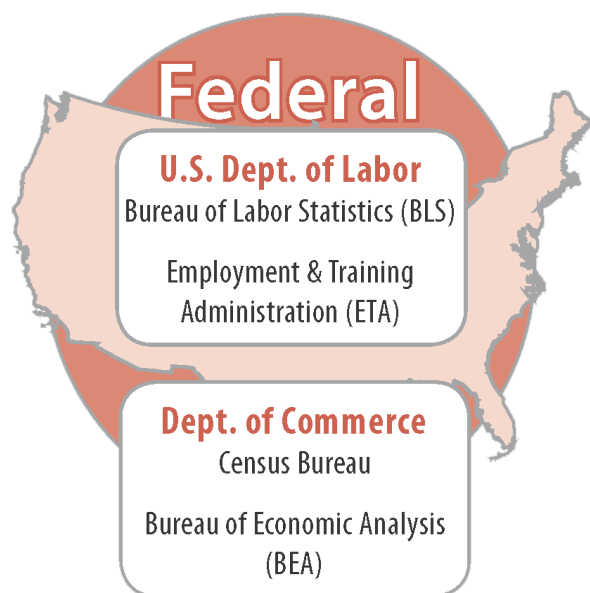 Federal
U.S. Dept. of Labor
Bureau of Labor Statistics (BLS)
Employment & Training
Administration (ETA)
Dept. of Commerce
Census Bureau
Bureau of Economic Analysis
(BEA)